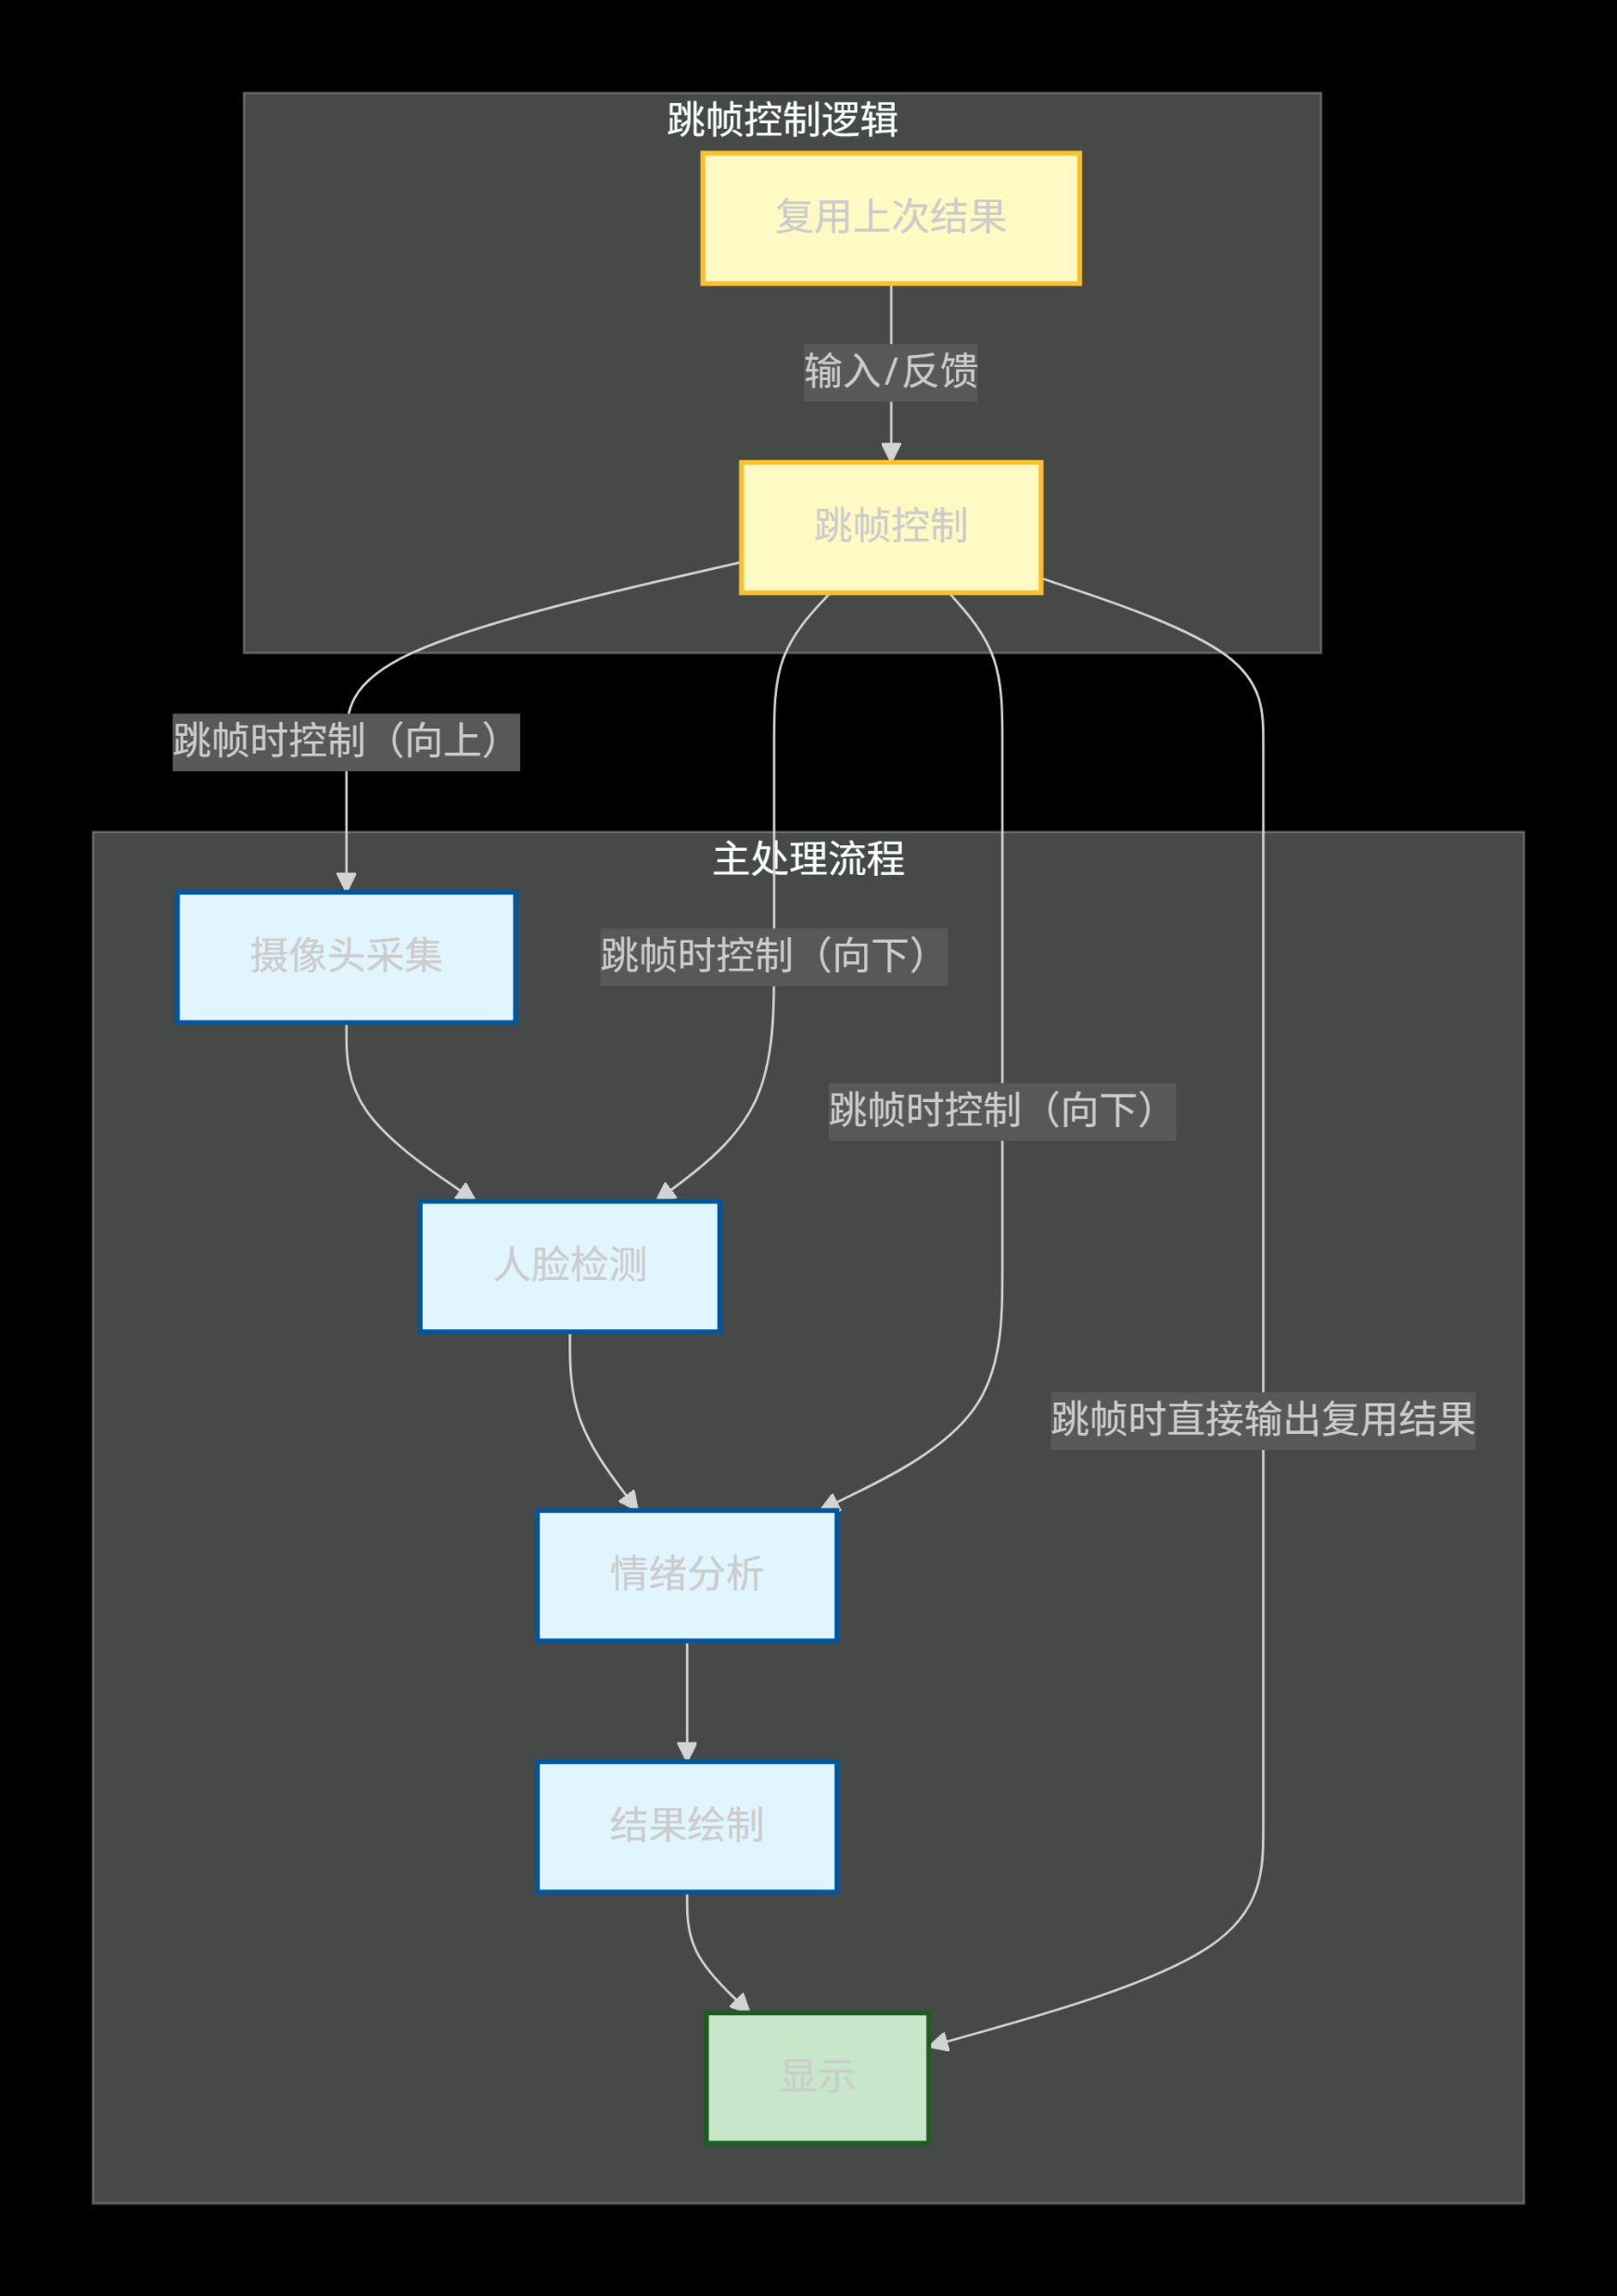 跳帧控制逻辑
复用上次结果
输入/反馈
跳帧控制
跳帧时控制（向上）
主处理流程
摄像头采集
跳帧时控制（向下）
跳帧时控制（向下）
人脸检测
跳帧时直接输出复用结果
情绪分析
结果绘制
显示